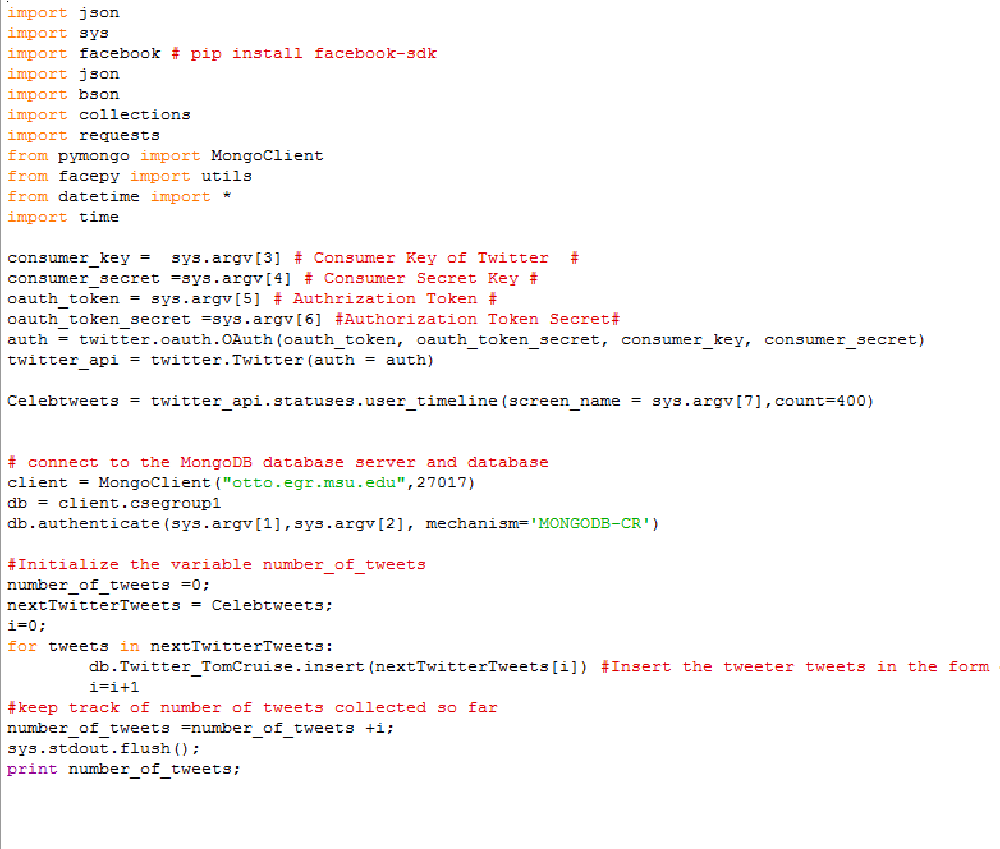 import json
import sys
import facebook # pip install facebook-sdk
import json
import bson
import collections
import requests
from pymongo import MongoClient
from facepy import utils
from datetime import *
import time
consumer_key =  sys.argv[3] # Consumer Key of Twitter  #
consumer_secret =sys.argv[4] # Consumer Secret Key #
oauth_token = sys.argv[5] # Authrization Token #
oauth_token_secret =sys.argv[6] #Authorization Token Secret#
auth = twitter.oauth.OAuth(oauth_token, oauth_token_secret, consumer_key, consumer_secret)
twitter_api = twitter.Twitter(auth = auth)
Celebtweets = twitter_api.statuses.user_timeline(screen_name = sys.argv[7],count=400)
# connect to the MongoDB database server and database
client = MongoClient("otto.egr.msu.edu",27017)
db = client.csegroup1
db.authenticate(sys.argv[1],sys.argv[2], mechanism='MONGODB-CR')
#Initialize the variable number_of_tweets
number_of_tweets =0;
nextTwitterTweets = Celebtweets;
i=0;
for tweets in nextTwitterTweets:
        db.Twitter_TomCruise.insert(nextTwitterTweets[i]) #Insert the tweeter tweets in the form
        i=i+1
#keep track of number of tweets collected so far
number_of_tweets =number_of_tweets +i;
sys.stdout.flush();
print number_of_tweets;